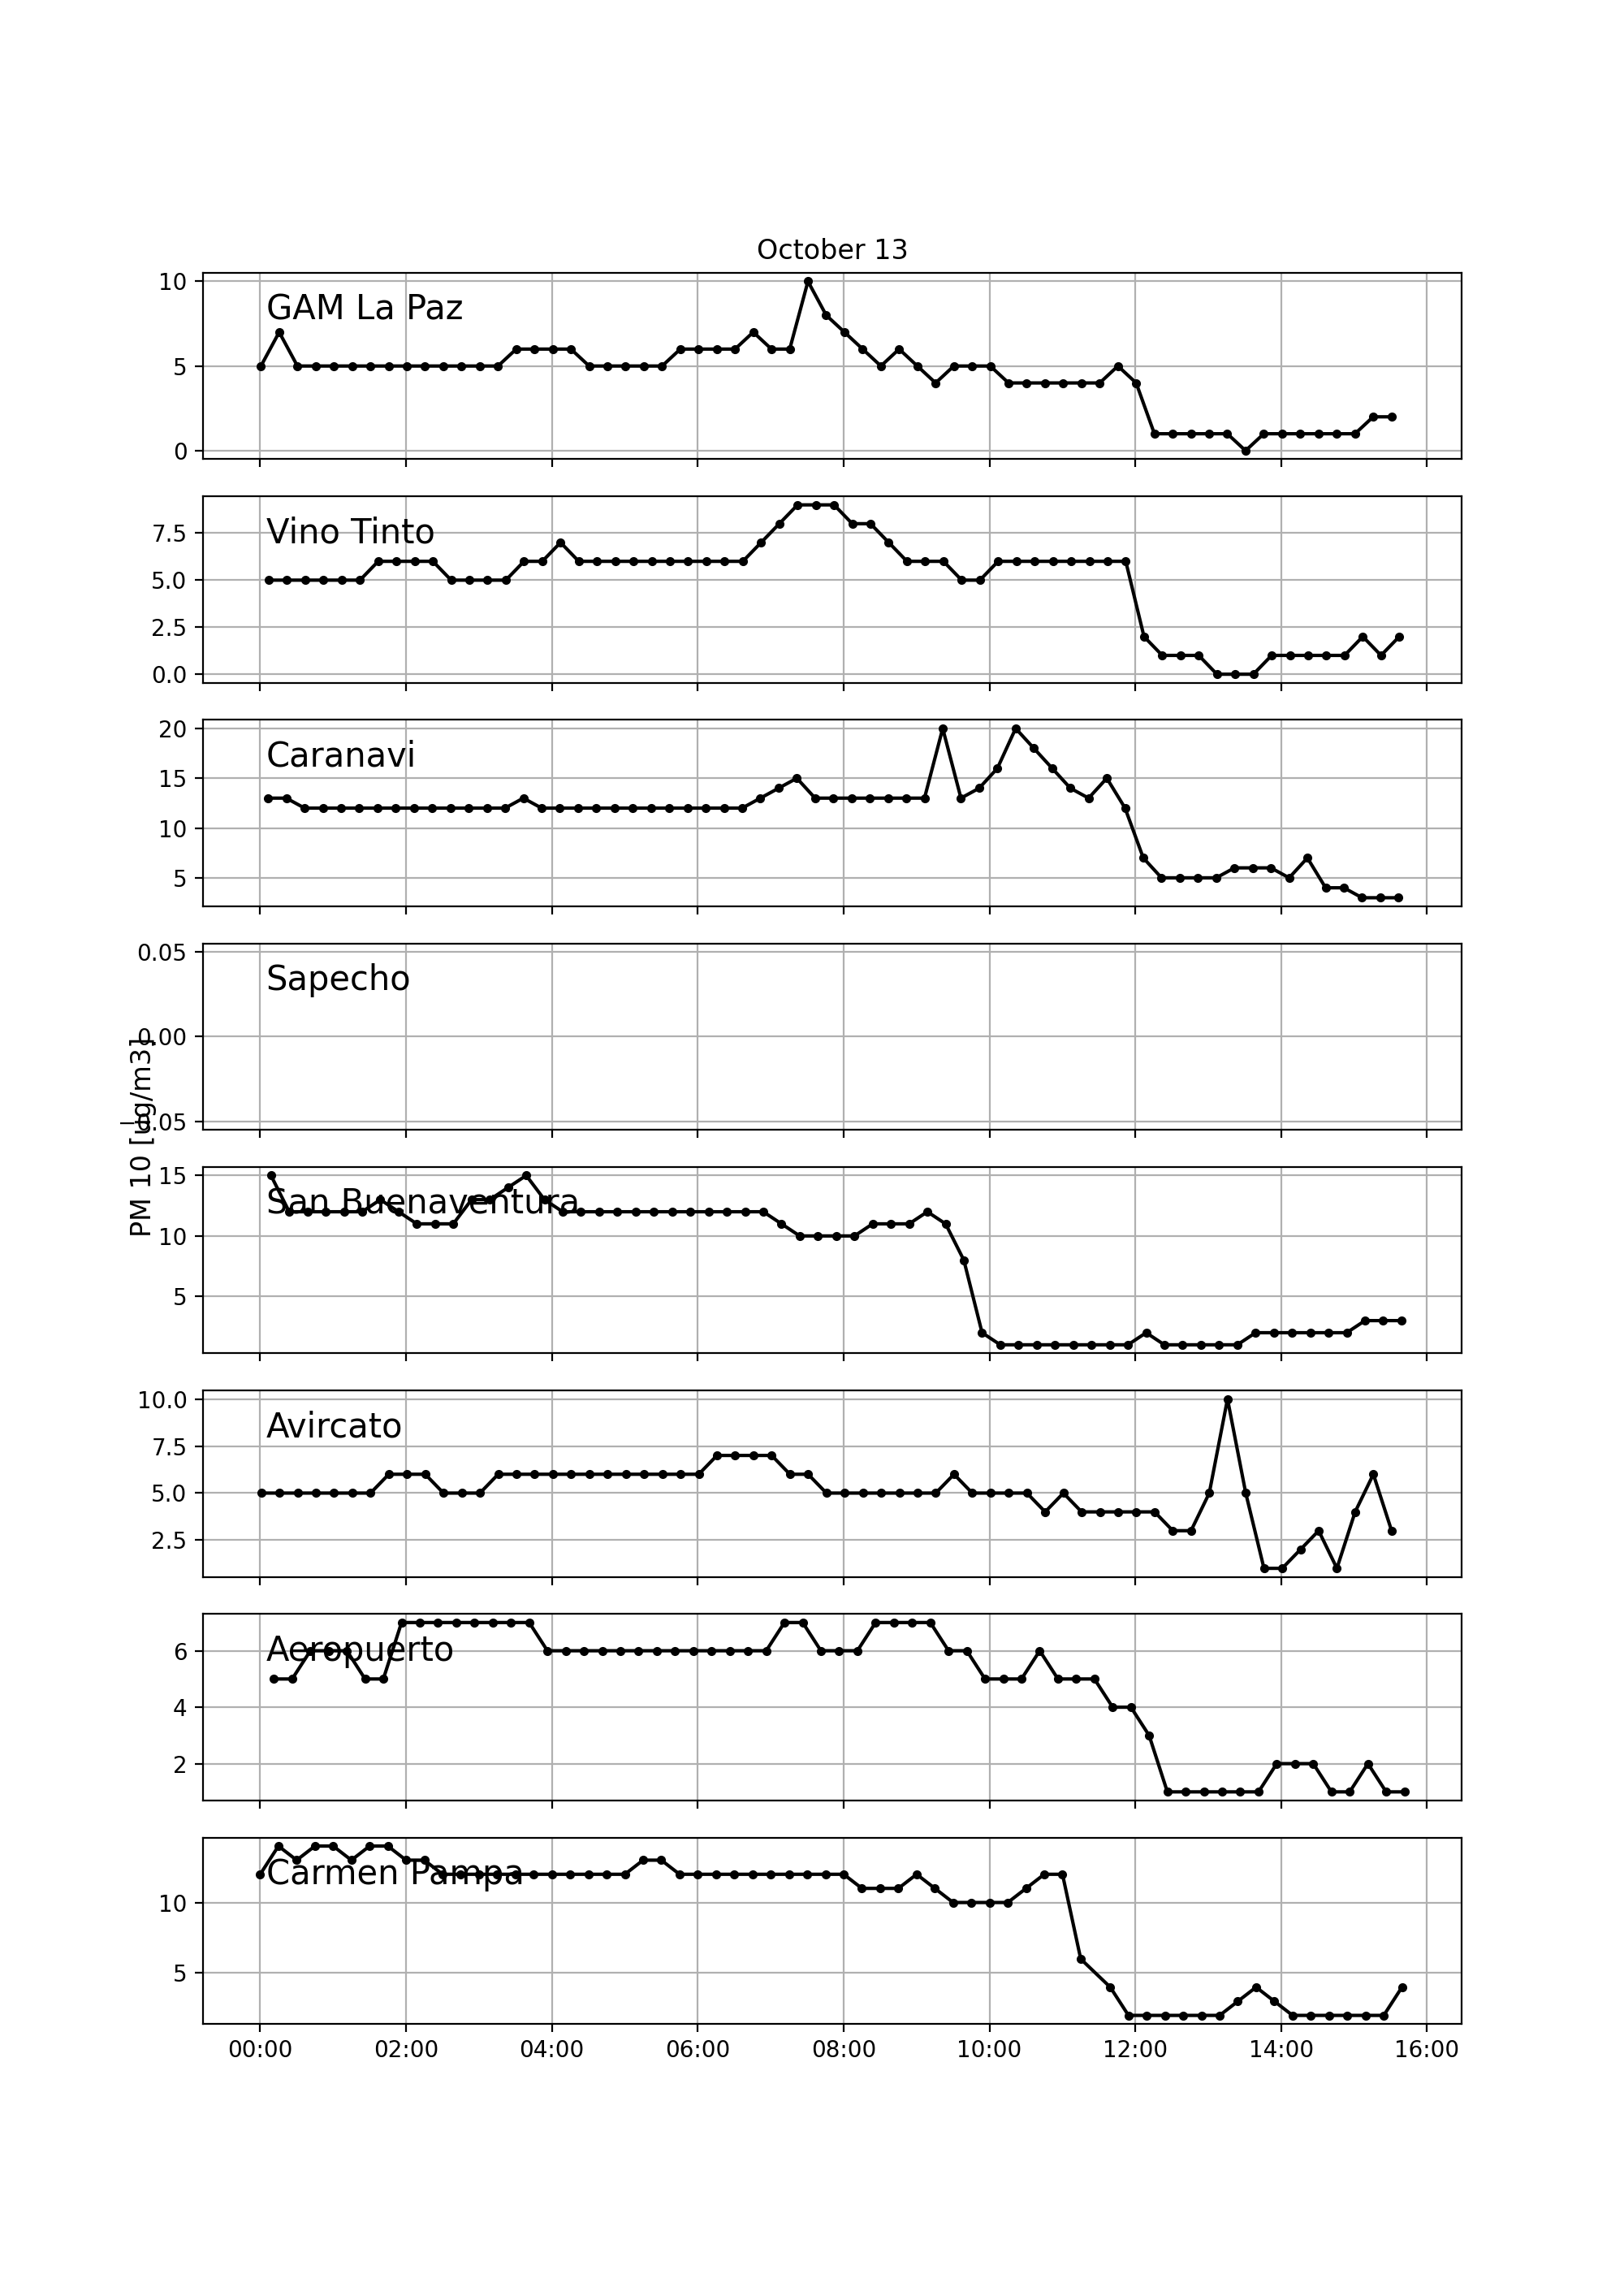 October 13
GAM La Paz
10
5
0
Vino Tinto
7.5
5.0
2.5
0.0
Caranavi
20
15
10
5
Sapecho
0.05
0.00
−0.05
PM 10 [ug/m3]
San Buenaventura
15
10
5
Avircato
10.0
7.5
5.0
2.5
Aeropuerto
6
4
2
Carmen Pampa
10
5
00:00 02:00 04:00 06:00 08:00 10:00 12:00 14:00 16:00